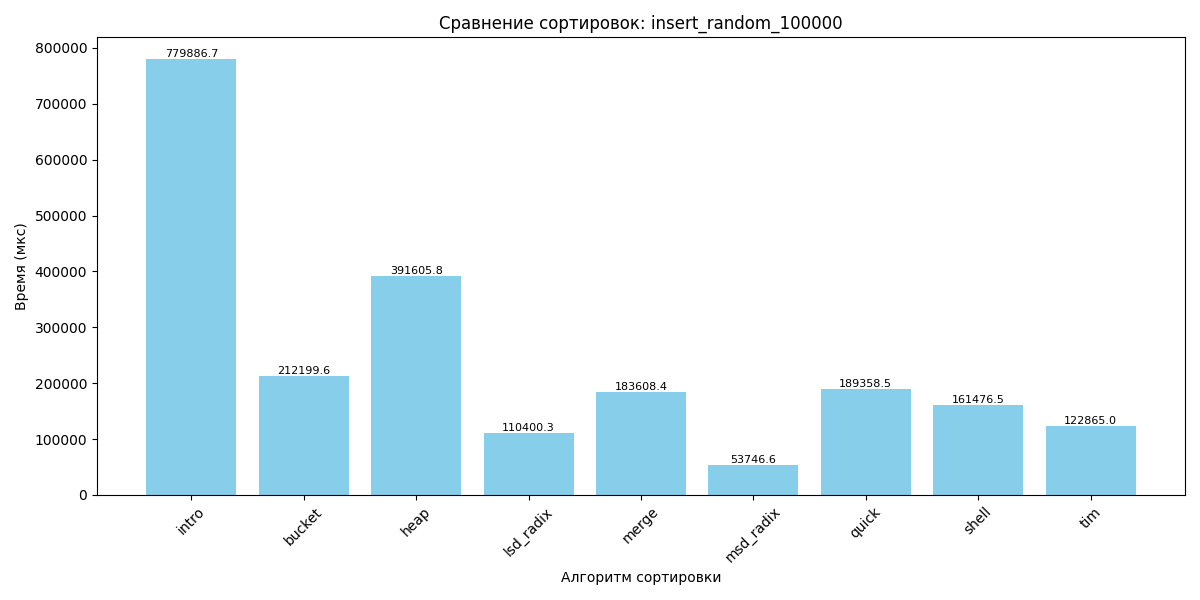 Сравнение сортировок: insert_random_100000
Время (мкс)
800000
700000
600000
500000
400000
300000
200000
100000
0
779886.7
212199.6
391605.8
110400.3
183608.4
53746.6
189358.5
161476.5
122865.0
intro
bucket
heap
lsd_radix
merge
msd_radix
quick
shell
tim
Алгоритм сортировки